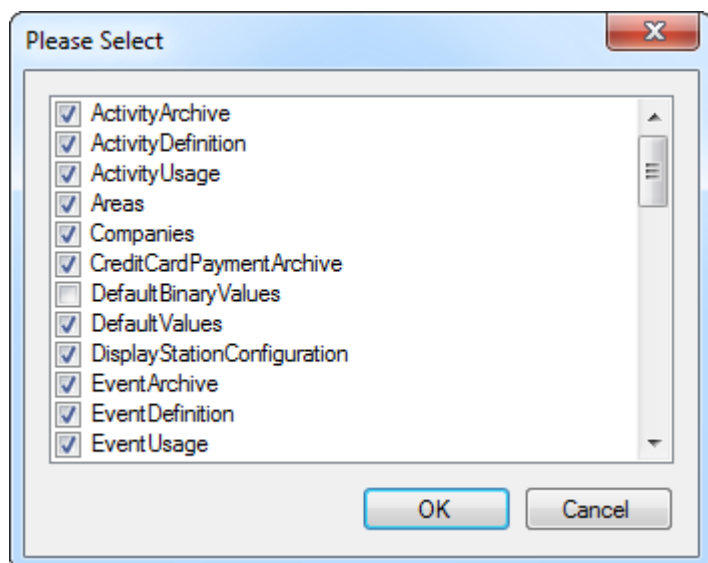 Please Select
ActivityArchive
ActivityDefinition
ActivityUsage
Areas
Companies
CreditCardPaymentArchive
DefaultBinaryValues
DefaultValues
DisplayStationConfiguration
EventArchive
EventDefinition
EventUsage
OK Cancel